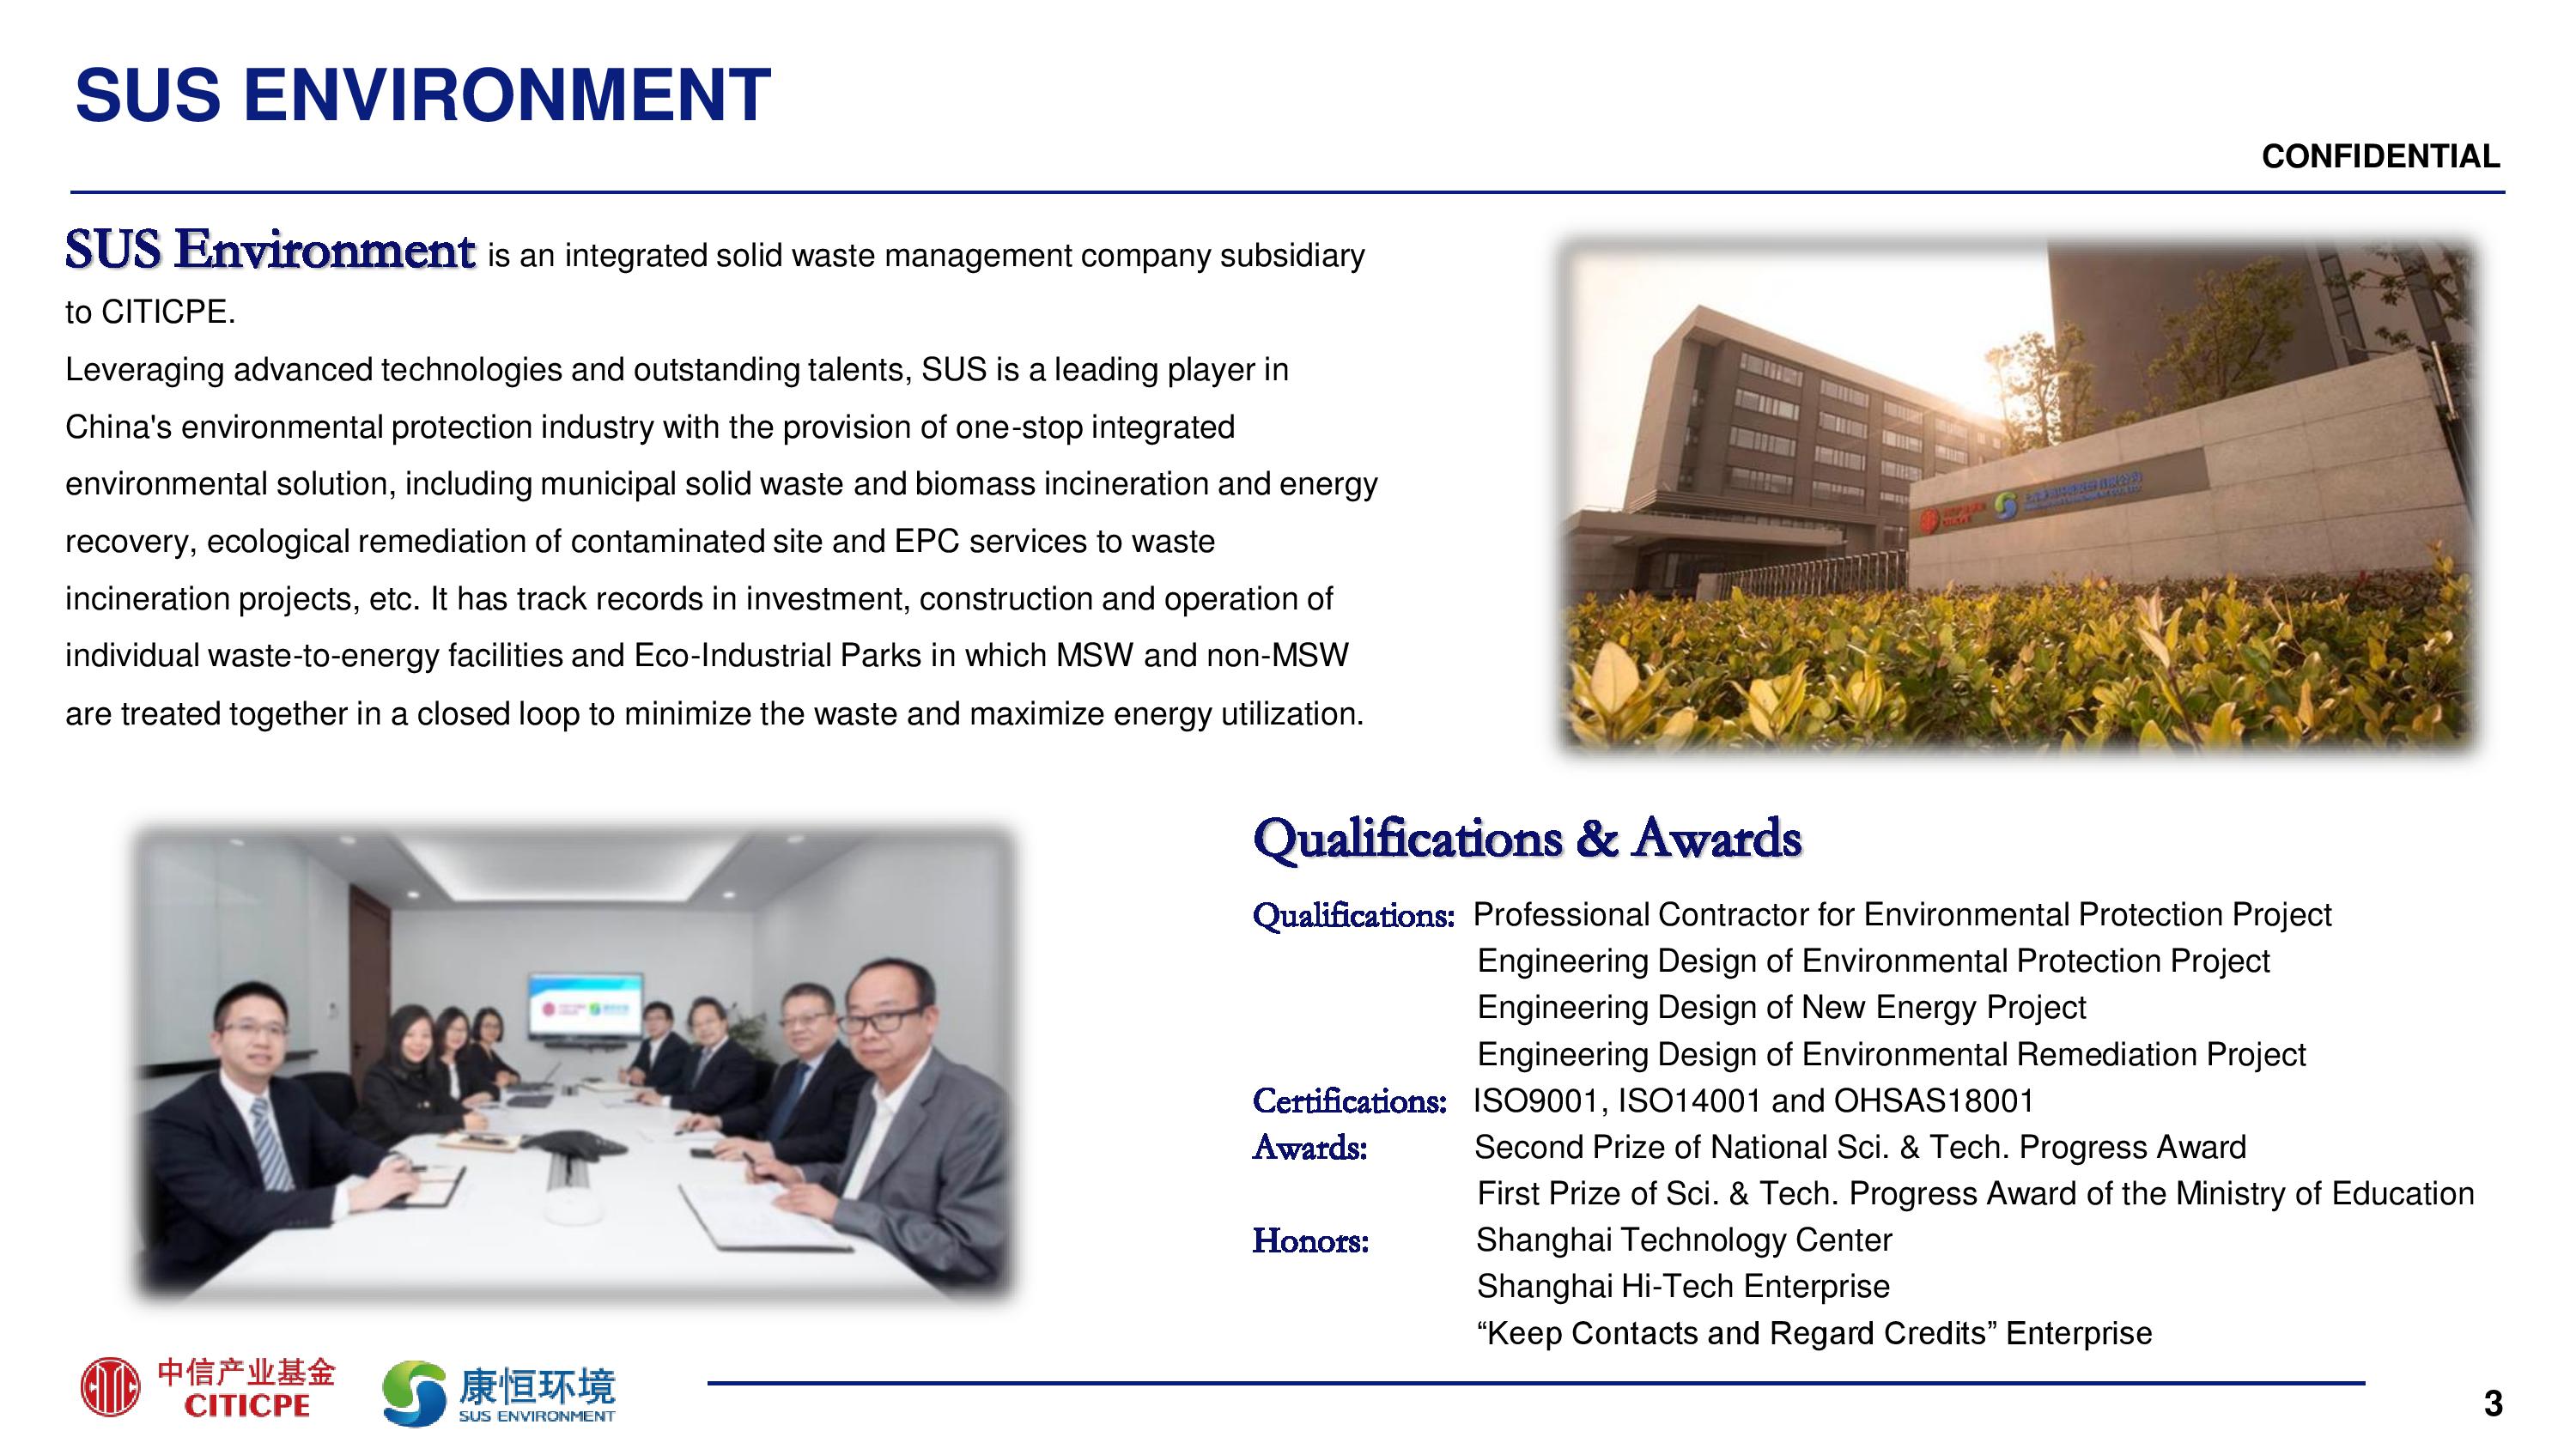 SUS ENVIRONMENT
CONFIDENTIAL
SUS Environment is an integrated solid waste management company subsidiary
to CITICPE.
Leveraging advanced technologies and outstanding talents, SUS is a leading player in
China's environmental protection industry with the provision of one-stop integrated
environmental solution, including municipal solid waste and biomass incineration and energy
recovery, ecological remediation of contaminated site and EPC services to waste
incineration projects, etc. It has track records in investment, construction and operation of
individual waste-to-energy facilities and Eco-Industrial Parks in which MSW and non-MSW
are treated together in a closed loop to minimize the waste and maximize energy utilization.
Qualifications & Awards
Qualifications: Professional Contractor for Environmental Protection Project
Engineering Design of Environmental Protection Project
Engineering Design of New Energy Project
Engineering Design of Environmental Remediation Project
Certifications: ISO9001, ISO14001 and OHSAS18001
Awards: Second Prize of National Sci. & Tech. Progress Award
First Prize of Sci. & Tech. Progress Award of the Ministry of Education
Honors: Shanghai Technology Center
Shanghai Hi-Tech Enterprise
“Keep Contacts and Regard Credits” Enterprise
中信产业基金
CITICPE
康恒环境
SUS ENVIRONMENT
3